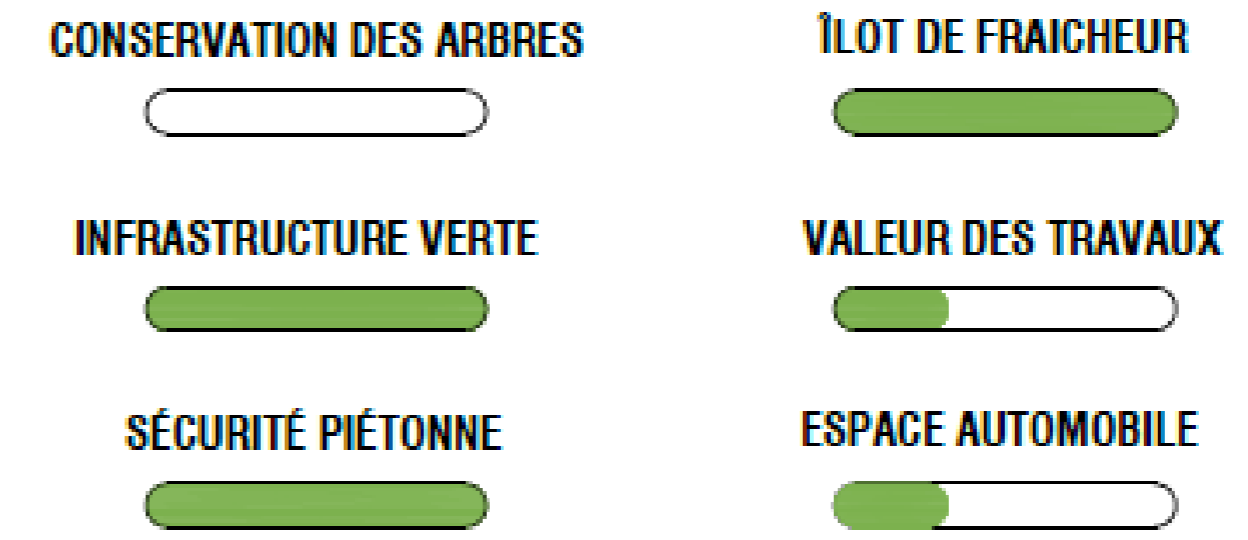 CONSERVATION DES ARBRES
ÎLOT DE FRAICHEUR
INFRASTRUCTURE VERTE
VALEUR DES TRAVAUX
SÉCURITÉ PIÉTONNE
ESPACE AUTOMOBILE